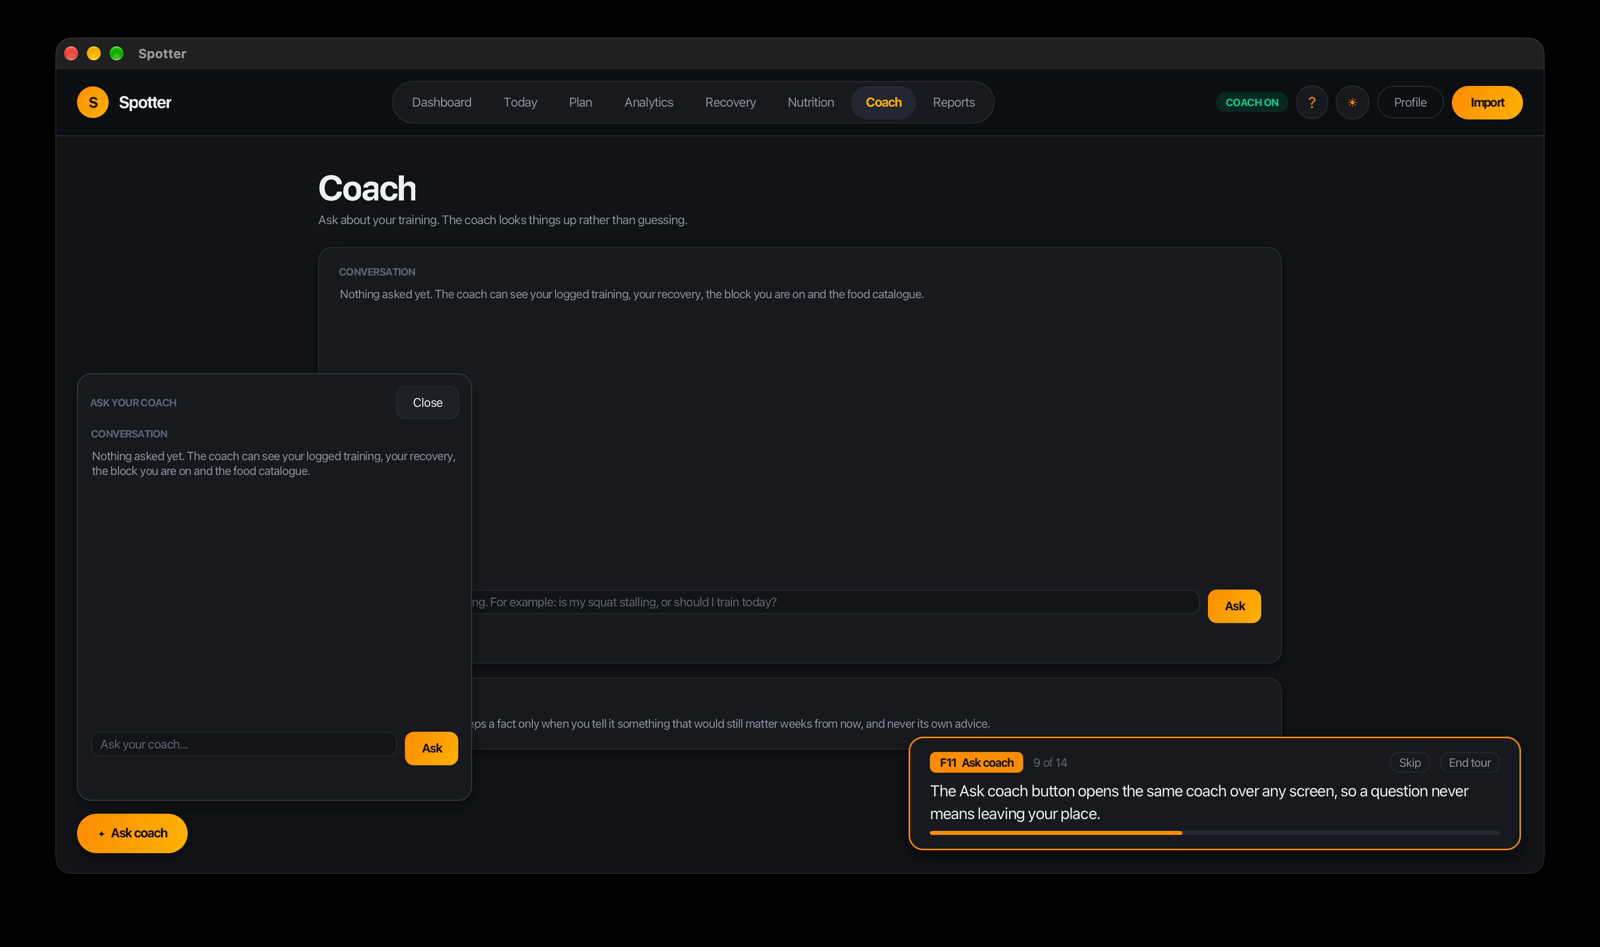 Spotter
S Spotter
Dashboard Today Plan Analytics Recovery Nutrition Coach Reports
COACH ON ? Profile Import
Coach
Ask about your training. The coach looks things up rather than guessing.
CONVERSATION
Nothing asked yet. The coach can see your logged training, your recovery, the block you are on and the food catalogue.
ng. For example: is my squat stalling, or should I train today?
Ask
eps a fact only when you tell it something that would still matter weeks from now, and never its own advice.
ASK YOUR COACH
Close
CONVERSATION
Nothing asked yet. The coach can see your logged training, your recovery,
the block you are on and the food catalogue.
Ask your coach...
Ask
Ask coach
F11 Ask coach 9 of 14
Skip End tour
The Ask coach button opens the same coach over any screen, so a question never
means leaving your place.